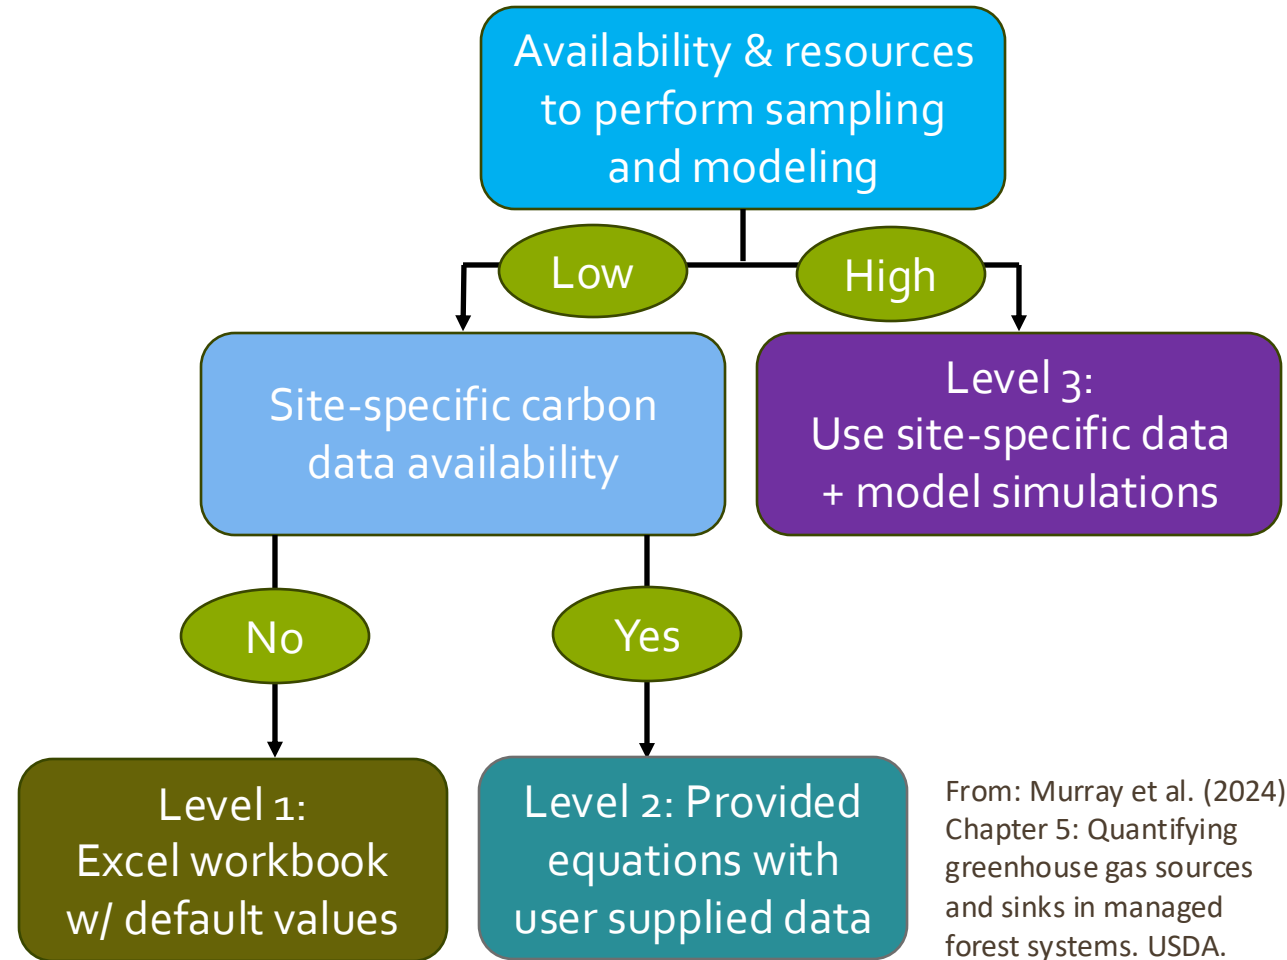 Availability & resources
to perform sampling
and modeling
Low
High
Site-specific carbon
data availability
Level 3:
Use site-specific data
+ model simulations
No
Yes
Level 1:
Excel workbook
w/ default values
Level 2: Provided
equations with
user supplied data
From: Murray et al. (2024)
Chapter 5: Quantifying
greenhouse gas sources
and sinks in managed
forest systems. USDA.